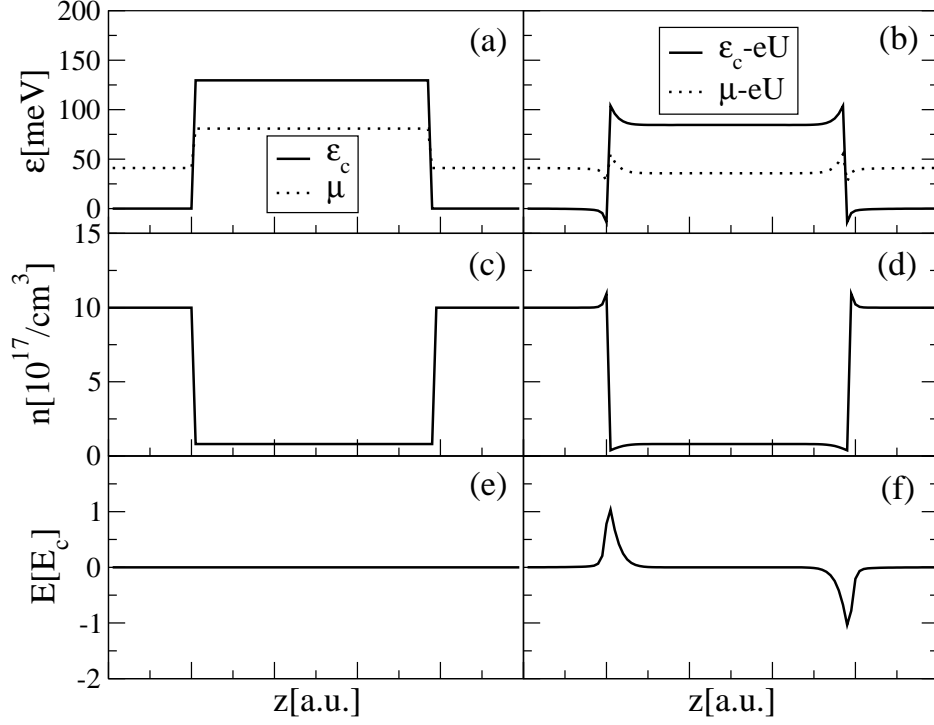 200
150
100
50
0
ε[meV]
(a)
ε_c
μ
(b)
ε_c-eU
μ-eU
15
10
5
0
n[10^17/cm^3]
(c)
(d)
1
0
-1
-2
E[E_c]
(e)
(f)
z[a.u.]
z[a.u.]